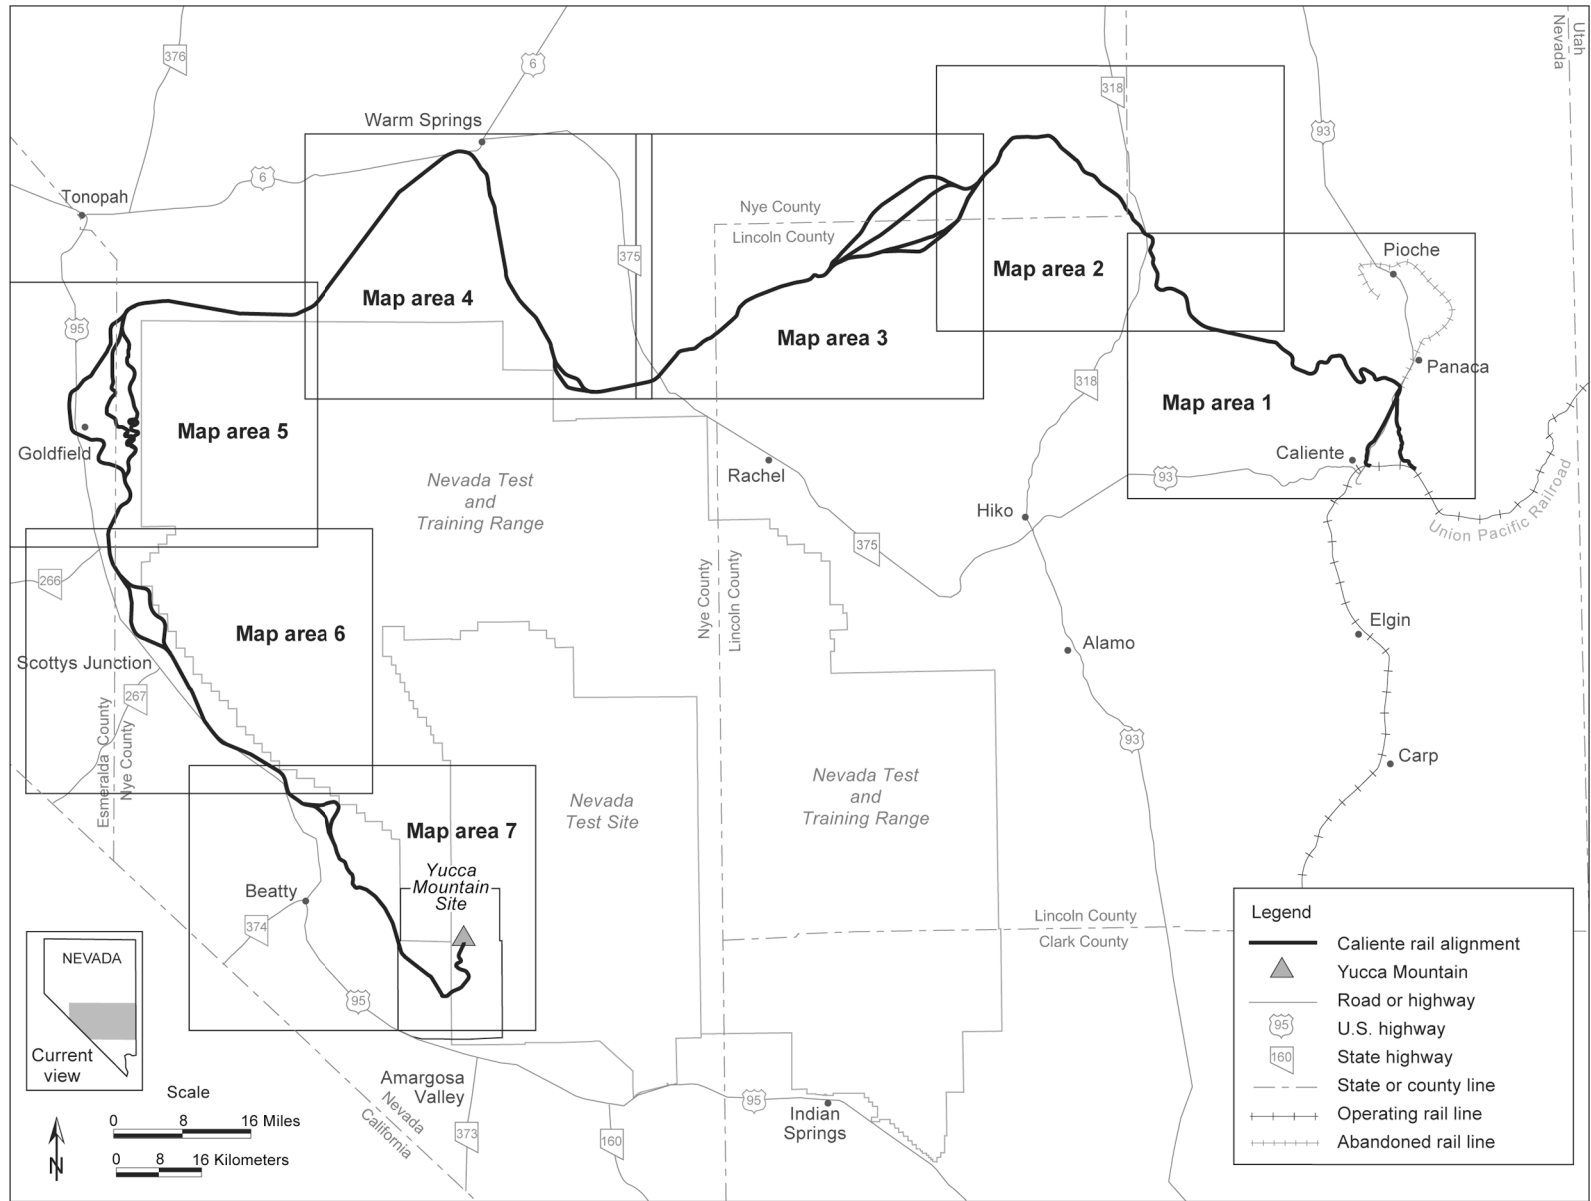 376
6
318
Utah
Nevada
93
Warm Springs
6
Tonopah
Nye County
Lincoln County
375
Map area 2
Pioche
95
Map area 4
Map area 3
Panaca
318
Map area 1
Map area 5
Goldfield
Caliente
Rachel
93
Nevada Test
and
Training Range
Hiko
Union Pacific Railroad
375
266
Nye County
Lincoln County
Map area 6
Elgin
Alamo
Scottys Junction
267
Esmeralda County
Nye County
93
Carp
Nevada Test
and
Training Range
Nevada
Test Site
Map area 7
Yucca
Mountain
Site
Beatty
374
Lincoln County
Clark County
95
NEVADA
Current
view
Scale
0 8 16 Miles
0 8 16 Kilometers
N
Amargosa
Valley
Nevada
California
373
160
95
Indian
Springs
Legend
Caliente rail alignment
Yucca Mountain
Road or highway
95
U.S. highway
160
State highway
State or county line
Operating rail line
Abandoned rail line